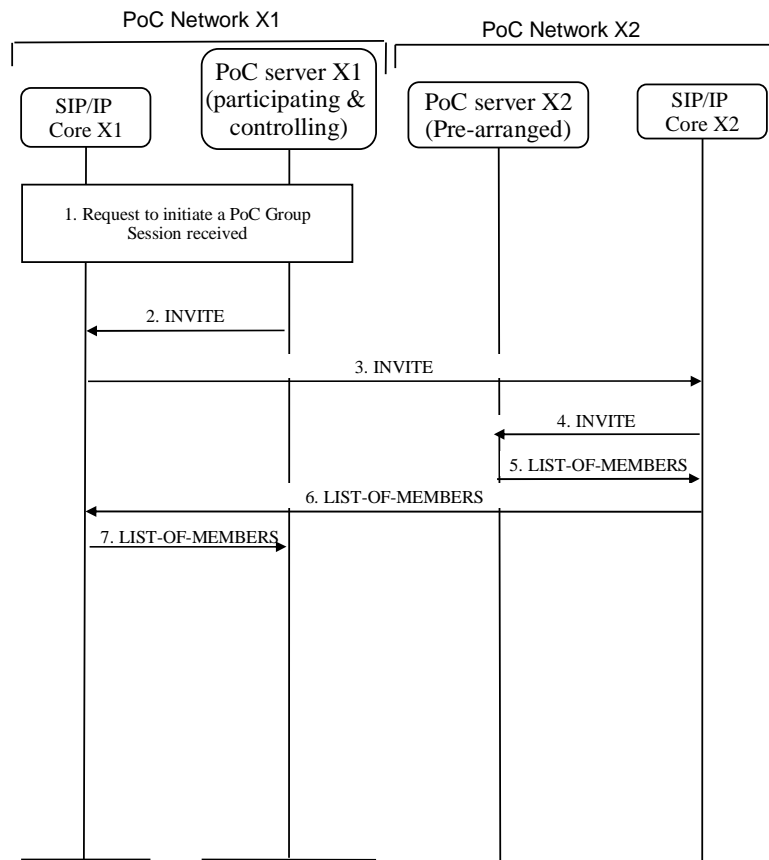 PoC Network X1
PoC Network X2
SIP/IP
Core X1
PoC server X1
(participating &
controlling)
PoC server X2
(Pre-arranged)
SIP/IP
Core X2
1. Request to initiate a PoC Group
Session received
2. INVITE
3. INVITE
4. INVITE
5. LIST-OF-MEMBERS
6. LIST-OF-MEMBERS
7. LIST-OF-MEMBERS